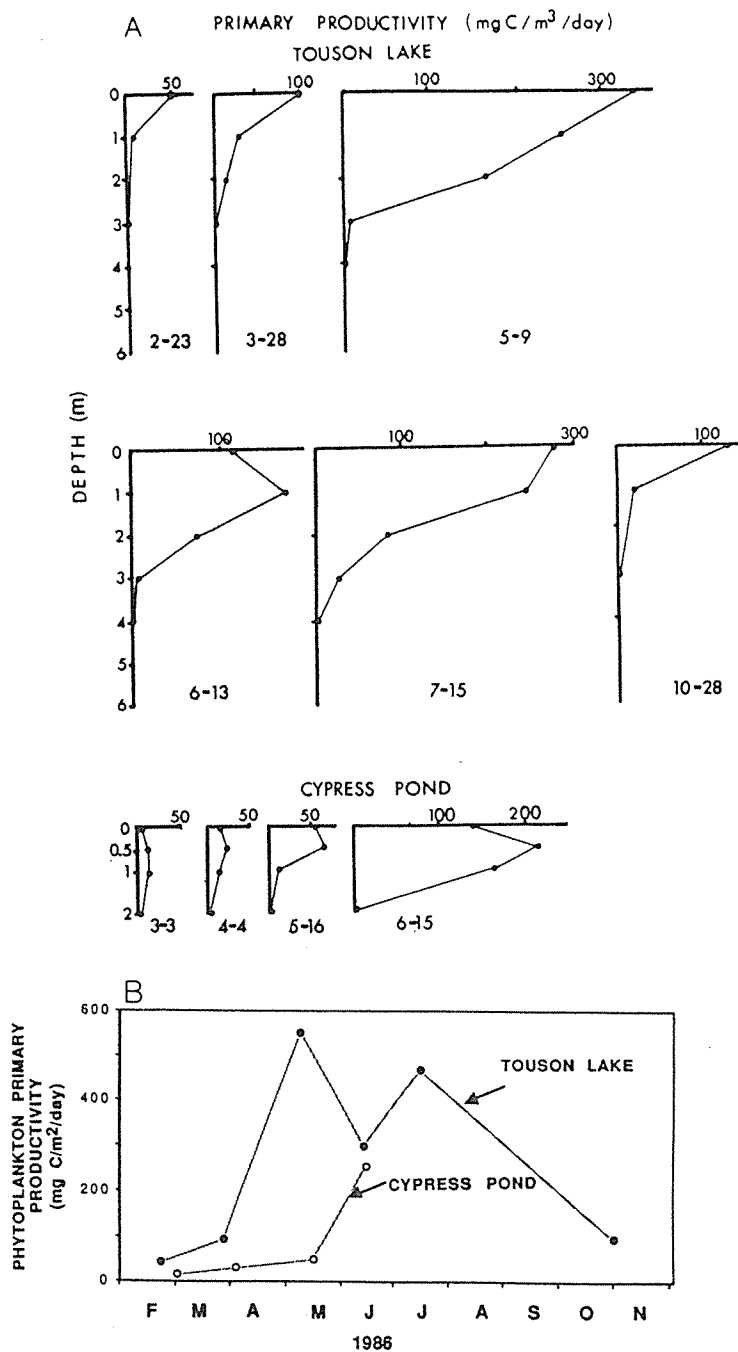 A PRIMARY PRODUCTIVITY (mg C/m³/day)
TOUSON LAKE
50 100 100 300
0
1
2
3
4
5
6
2-23 3-28 5-9
DEPTH (m)
100 100 300 100
0
1
2
3
4
5
6
6-13 7-15 10-28
CYPRESS POND
50 50 50 100 200
0
0.5
1
2
3-3 4-4 5-16 6-15
B
PHYTOPLANKTON PRIMARY
PRODUCTIVITY
(mg C/m²/day)
600
400
200
0
TOUSON LAKE
CYPRESS POND
F M A M J J A S O N
1986